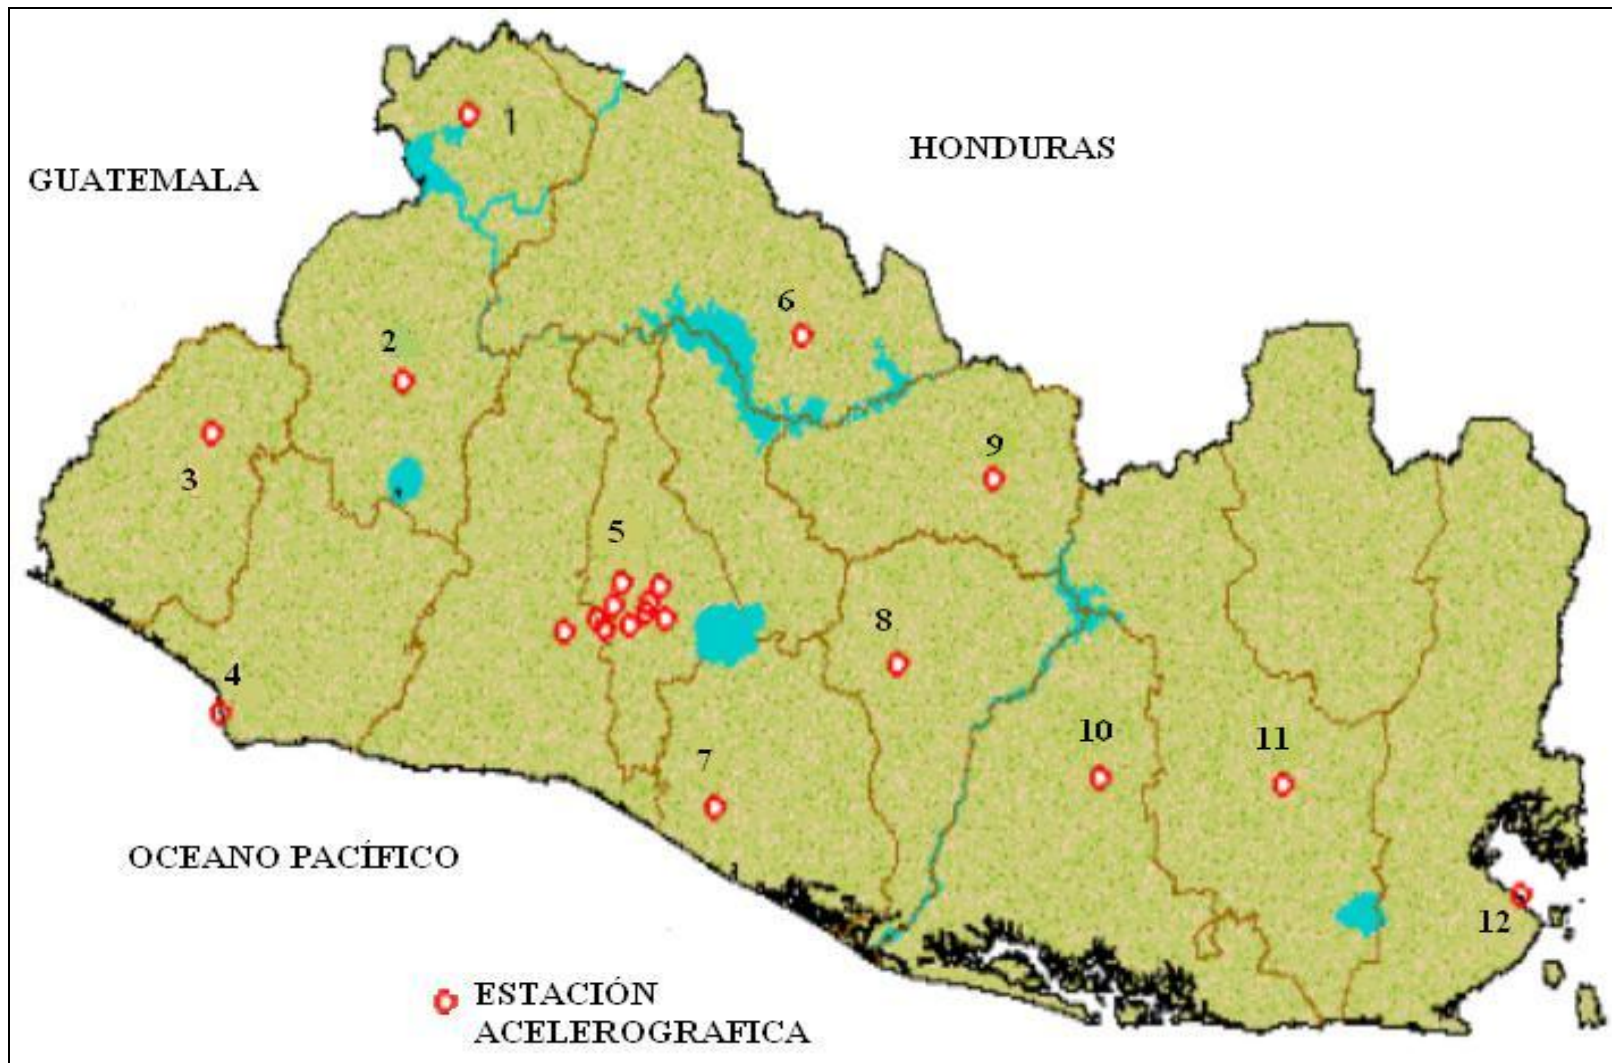 1
HONDURAS
GUATEMALA
6
2
3
9
5
8
4
10
11
7
OCEANO PACÍFICO
12
ESTACIÓN
ACELEROGRAFICA